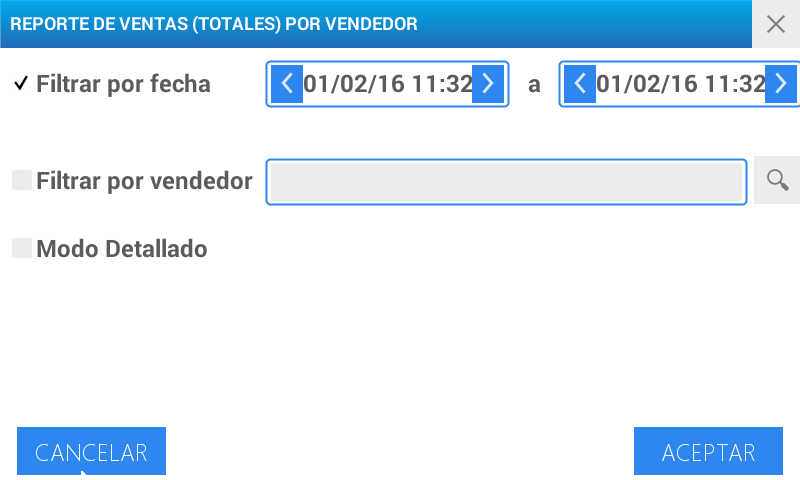 REPORTE DE VENTAS (TOTALES) POR VENDEDOR
Filtrar por fecha 01/02/16 11:32 a 01/02/16 11:32
Filtrar por vendedor
Modo Detallado
CANCELAR ACEPTAR